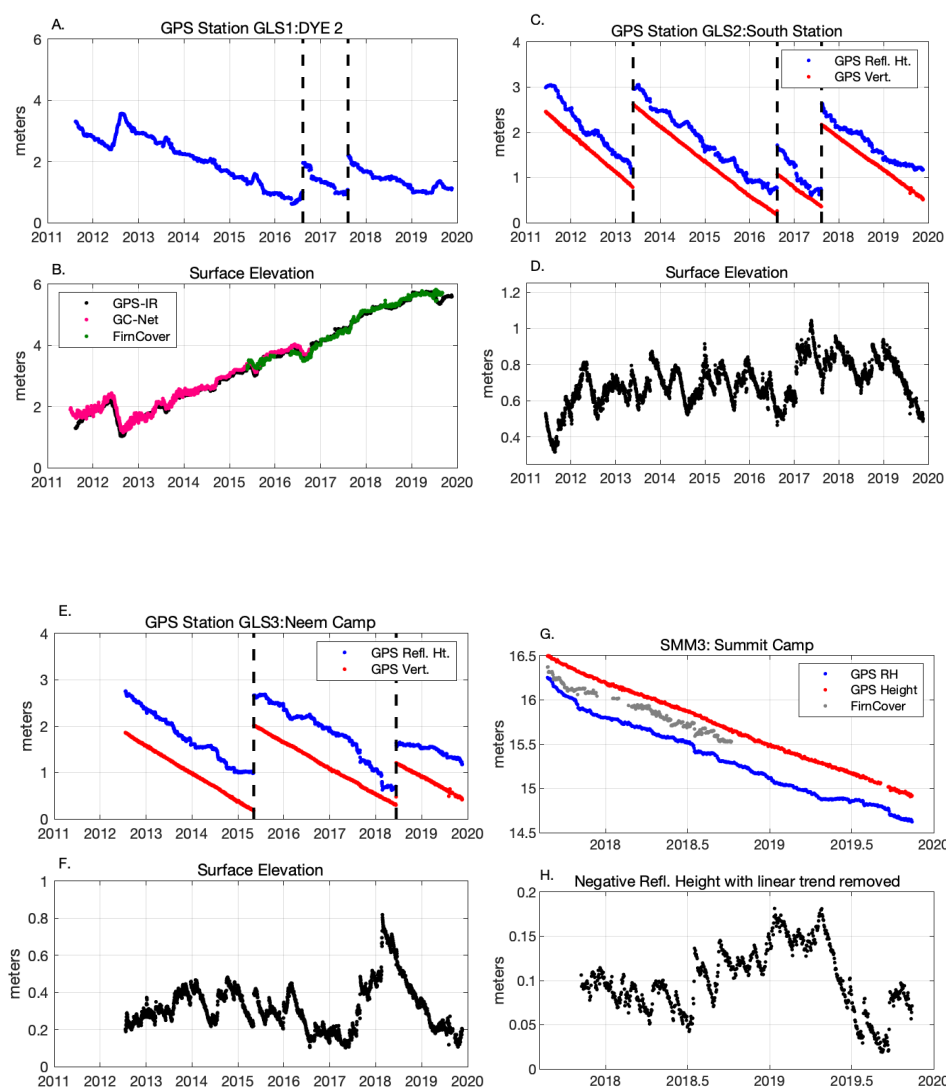 A.
GPS Station GLS1:DYE 2
6
4
2
0
meters
2011 2012 2013 2014 2015 2016 2017 2018 2019 2020
B.
Surface Elevation
6
4
2
0
meters
GPS-IR
GC-Net
FirnCover
2011 2012 2013 2014 2015 2016 2017 2018 2019 2020
C.
GPS Station GLS2:South Station
4
3
2
1
0
meters
GPS Refl. Ht.
GPS Vert.
2011 2012 2013 2014 2015 2016 2017 2018 2019 2020
D.
Surface Elevation
1.2
1
0.8
0.6
0.4
meters
2011 2012 2013 2014 2015 2016 2017 2018 2019 2020
E.
GPS Station GLS3:Neem Camp
4
3
2
1
0
meters
GPS Refl. Ht.
GPS Vert.
2011 2012 2013 2014 2015 2016 2017 2018 2019 2020
F.
Surface Elevation
1
0.8
0.6
0.4
0.2
0
meters
2011 2012 2013 2014 2015 2016 2017 2018 2019 2020
G.
SMM3: Summit Camp
16.5
16
15.5
15
14.5
meters
GPS RH
GPS Height
FirnCover
2018 2018.5 2019 2019.5 2020
H.
Negative Refl. Height with linear trend removed
0.2
0.15
0.1
0.05
0
meters
2018 2018.5 2019 2019.5 2020